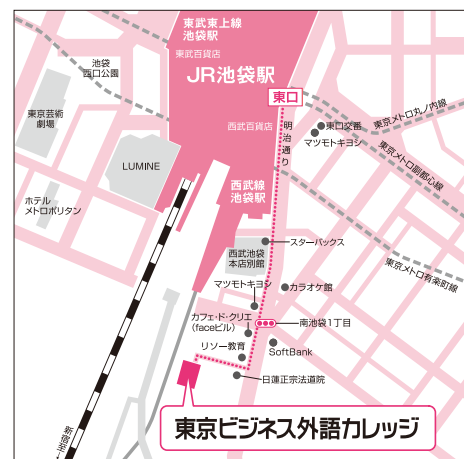 東武東上線
池袋駅
東武百貨店
JR池袋駅
池袋
西口公園
東京芸術
劇場
LUMINE
ホテル
メトロポリタン
東口
西武百貨店
明治通り
東口交番
マツモトキヨシ
東京メトロ丸ノ内線
東京メトロ副都心線
東京メトロ有楽町線
西武線
池袋駅
スターバックス
西武池袋
本店別館
マツモトキヨシ
カラオケ館
カフェ・ド・クリエ
(faceビル)
南池袋1丁目
SoftBank
リソー教育
日蓮正宗法道院
新宿至
東京ビジネス外語カレッジ